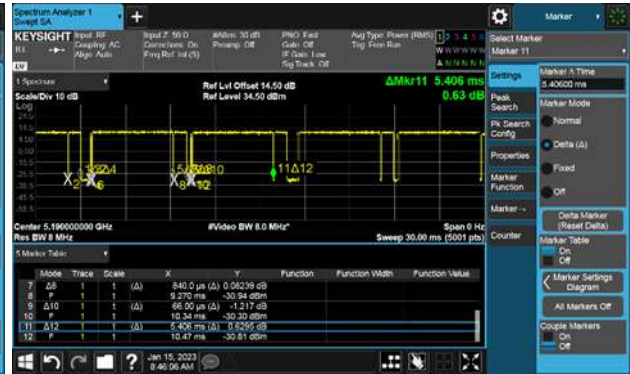 Spectrum Analyzer 1
Swept SA
+
Marker
KEYSIGHT Input: RF
Coupling: AC
Align: Auto
Input Z: 50 Ω
Corrections: On
Freq Ref: Int (S)
#Atten: 30 dB
Preamp: Off
PNO: Fast
Gate: Off
IF Gain: Low
Sig Track: Off
Avg Type: Power (RMS)
Trig: Free Run
1 2 3 4 5 6
W W W W W W
A N N N N N
Select Marker
Marker 11
1 Spectrum
Scale/Div 10 dB
Log
Ref Lvl Offset 14.50 dB
Ref Level 34.50 dBm
ΔMkr11 5.406 ms
0.63 dB
11Δ12
Center 5.190000000 GHz
Res BW 8 MHz
#Video BW 8.0 MHz*
Span 0 Hz
Sweep 30.00 ms (5001 pts)
5 Marker Table
Mode Trace Scale X Y Function Function Width Function Value
7 Δ8 1 t (Δ) 840.0 µs (Δ) 0.08239 dB
8 F 1 t 9.270 ms -30.94 dBm
9 Δ10 1 t (Δ) 66.00 µs (Δ) -1.217 dB
10 F 1 t 10.34 ms -30.30 dBm
11 Δ12 1 t (Δ) 5.406 ms (Δ) 0.6295 dB
12 F 1 t 10.47 ms -30.81 dBm
Settings
Peak Search
Pk Search Config
Properties
Marker Function
Marker→
Counter
Marker Δ Time
5.40600 ms
Marker Mode
Normal
Delta (Δ)
Fixed
Off
Delta Marker
(Reset Delta)
Marker Table
On
Off
Marker Settings
Diagram
All Markers Off
Couple Markers
On
Off
Jan 15, 2023
8:46:06 AM